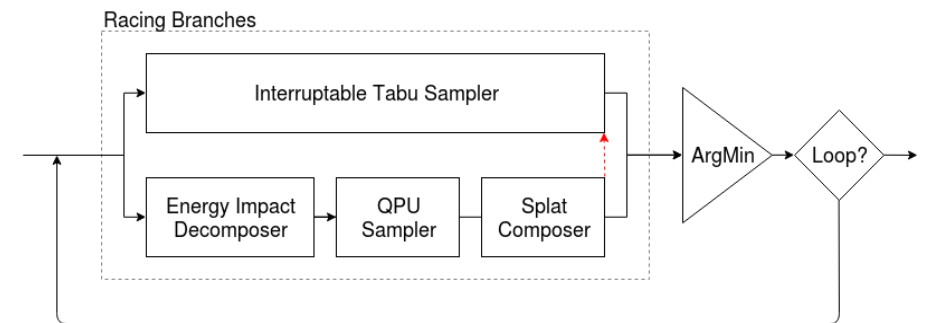 Racing Branches
Interruptable Tabu Sampler
ArgMin
Loop?
Energy Impact
Decomposer
QPU
Sampler
Splat
Composer